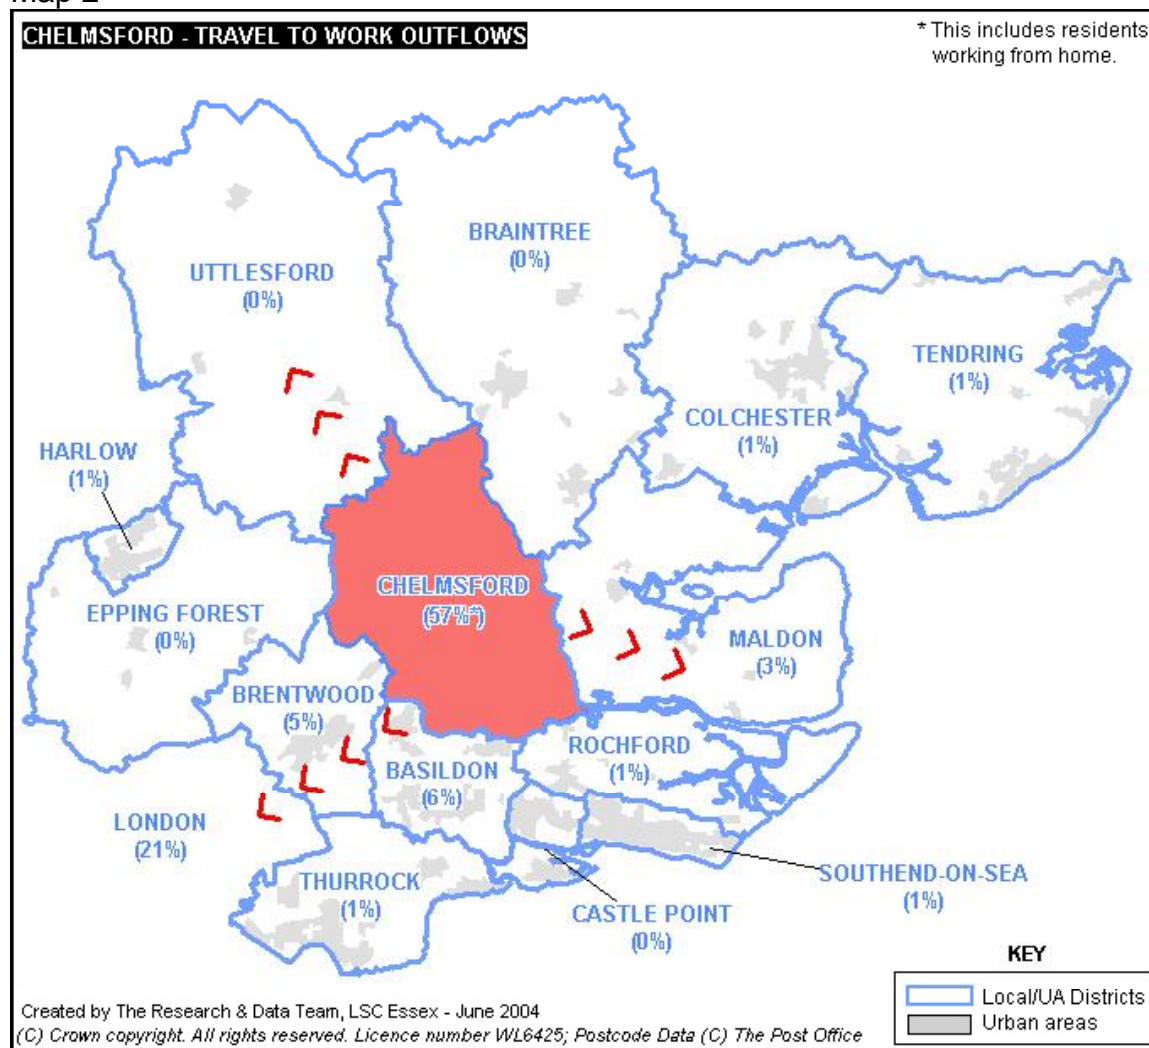 Map 2
CHELMSFORD - TRAVEL TO WORK OUTFLOWS
* This includes residents
working from home.
UTTLESFORD
(0%)
BRAINTREE
(0%)
TENDRING
(1%)
COLCHESTER
(1%)
HARLOW
(1%)
CHELMSFORD
(57%*)
EPPING FOREST
(0%)
MALDON
(3%)
BRENTWOOD
(5%)
ROCHFORD
(1%)
BASILDON
(6%)
LONDON
(21%)
THURROCK
(1%)
SOUTHEND-ON-SEA
(1%)
CASTLE POINT
(0%)
KEY
Local/UA Districts
Urban areas
Created by The Research & Data Team, LSC Essex - June 2004
(C) Crown copyright. All rights reserved. Licence number WL6425; Postcode Data (C) The Post Office